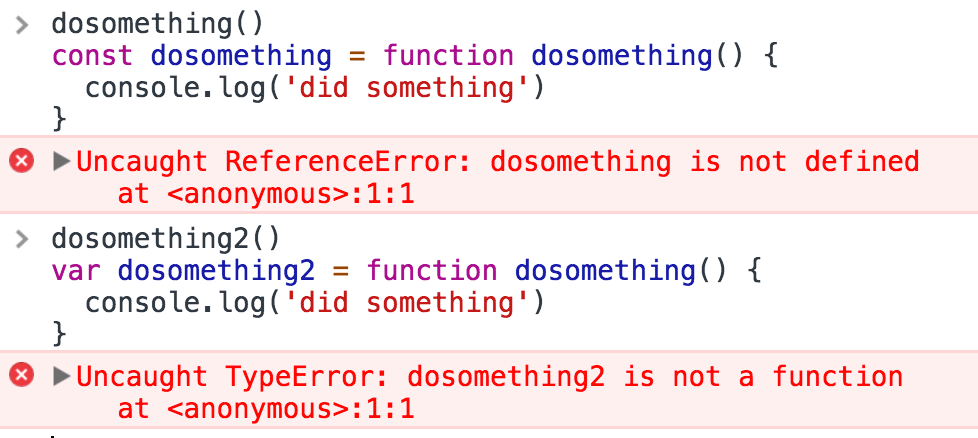 > dosomething()
const dosomething = function dosomething() {
  console.log('did something')
}
Uncaught ReferenceError: dosomething is not defined
    at <anonymous>:1:1
> dosomething2()
var dosomething2 = function dosomething() {
  console.log('did something')
}
Uncaught TypeError: dosomething2 is not a function
    at <anonymous>:1:1